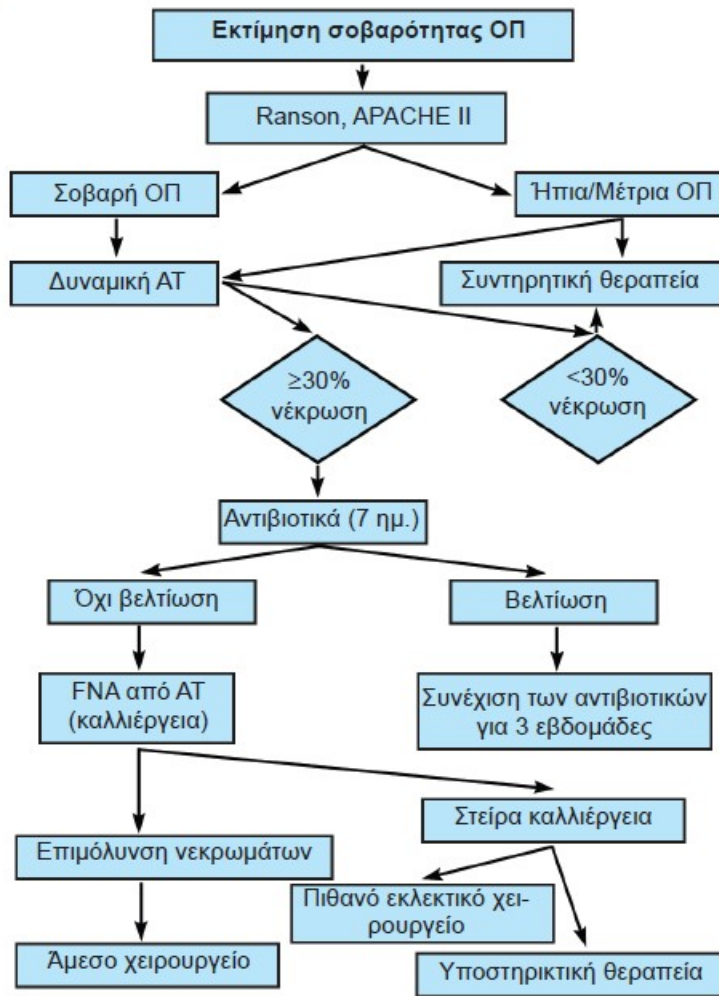 Εκτίμηση σοβαρότητας ΟΠ
Ranson, APACHE II
Σοβαρή ΟΠ
Ήπια/Μέτρια ΟΠ
Δυναμική ΑΤ
Συντηρητική θεραπεία
≥30%
νέκρωση
<30%
νέκρωση
Αντιβιοτικά (7 ημ.)
Όχι βελτίωση
Βελτίωση
FNA από ΑΤ
(καλλιέργεια)
Συνέχιση των αντιβιοτικών
για 3 εβδομάδες
Στείρα καλλιέργεια
Επιμόλυνση νεκρωμάτων
Πιθανό εκλεκτικό χει-
ρουργείο
Άμεσο χειρουργείο
Υποστηρικτική θεραπεία